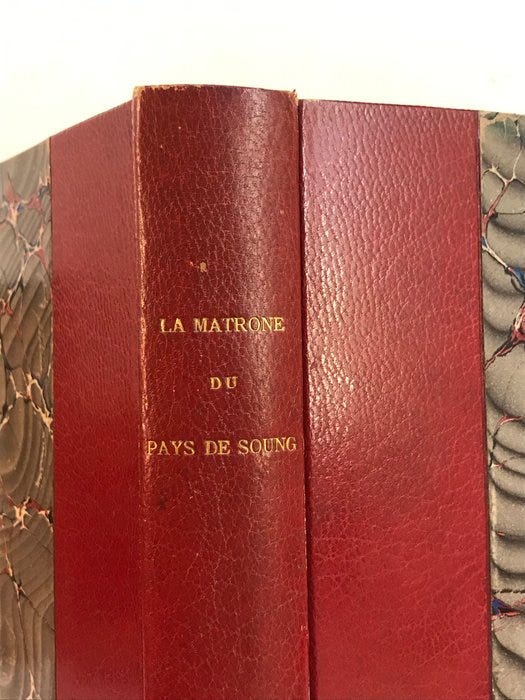 LA MATRONE
DU
PAYS DE SOUNG